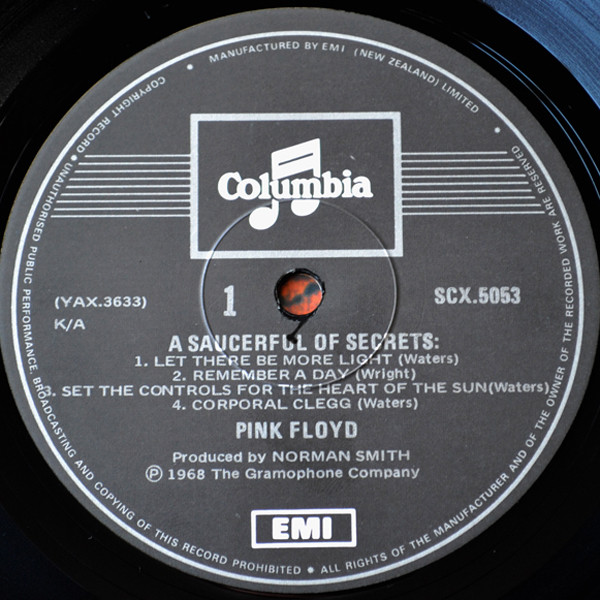 MANUFACTURED BY EMI (NEW ZEALAND) LIMITED •
Columbia
(YAX.3633)
K/A
1
SCX.5053
A SAUCERFUL OF SECRETS:
1. LET THERE BE MORE LIGHT (Waters)
2. REMEMBER A DAY (Wright)
3. SET THE CONTROLS FOR THE HEART OF THE SUN(Waters)
4. CORPORAL CLEGG (Waters)
PINK FLOYD
Produced by NORMAN SMITH
Ⓟ 1968 The Gramophone Company
EMI
• ALL RIGHTS OF THE MANUFACTURER AND OF THE OWNER OF THE RECORDED WORK ARE RESERVED
COPYRIGHT RECORD • UNAUTHORISED PUBLIC PERFORMANCE, BROADCASTING AND COPYING OF THIS RECORD PROHIBITED